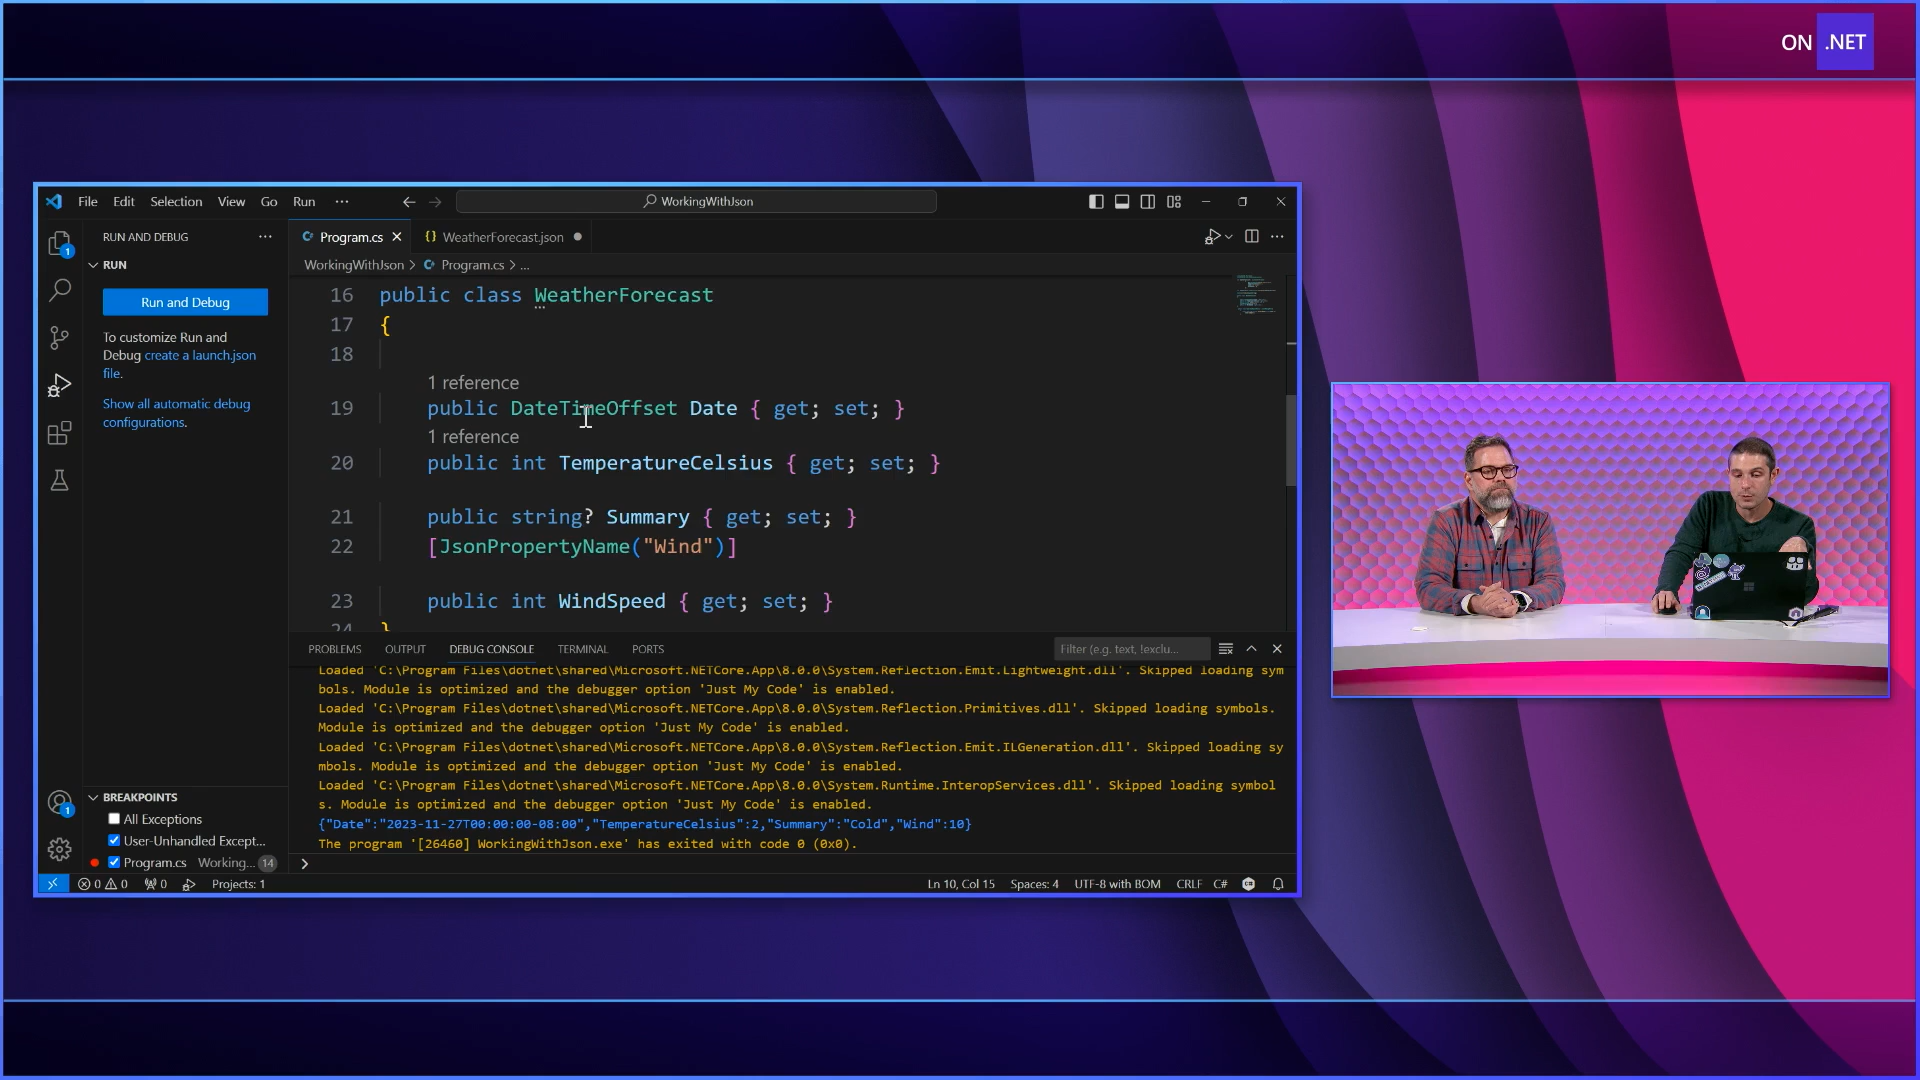 ON .NET
File Edit Selection View Go Run ... WorkingWithJson
RUN AND DEBUG ...
RUN
Run and Debug
To customize Run and
Debug create a launch.json
file.
Show all automatic debug
configurations.
BREAKPOINTS
All Exceptions
User-Unhandled Except...
Program.cs Working... 14
Program.cs {} WeatherForecast.json
WorkingWithJson > Program.cs > ...
16 public class WeatherForecast
17 {
18
1 reference
19 public DateTimeOffset Date { get; set; }
1 reference
20 public int TemperatureCelsius { get; set; }
21 public string? Summary { get; set; }
22 [JsonPropertyName("Wind")]
23 public int WindSpeed { get; set; }
24 }
PROBLEMS OUTPUT DEBUG CONSOLE TERMINAL PORTS Filter (e.g. text, !exclu...
Loaded 'C:\Program Files\dotnet\shared\Microsoft.NETCore.App\8.0.0\System.Reflection.Emit.Lightweight.dll'. Skipped loading sym
bols. Module is optimized and the debugger option 'Just My Code' is enabled.
Loaded 'C:\Program Files\dotnet\shared\Microsoft.NETCore.App\8.0.0\System.Reflection.Primitives.dll'. Skipped loading symbols.
Module is optimized and the debugger option 'Just My Code' is enabled.
Loaded 'C:\Program Files\dotnet\shared\Microsoft.NETCore.App\8.0.0\System.Reflection.Emit.ILGeneration.dll'. Skipped loading sy
mbols. Module is optimized and the debugger option 'Just My Code' is enabled.
Loaded 'C:\Program Files\dotnet\shared\Microsoft.NETCore.App\8.0.0\System.Runtime.InteropServices.dll'. Skipped loading symbol
s. Module is optimized and the debugger option 'Just My Code' is enabled.
{"Date":"2023-11-27T00:00:00-08:00","TemperatureCelsius":2,"Summary":"Cold","Wind":10}
The program '[26460] WorkingWithJson.exe' has exited with code 0 (0x0).
>
0 0 0 Projects: 1 Ln 10, Col 15 Spaces: 4 UTF-8 with BOM CRLF C#